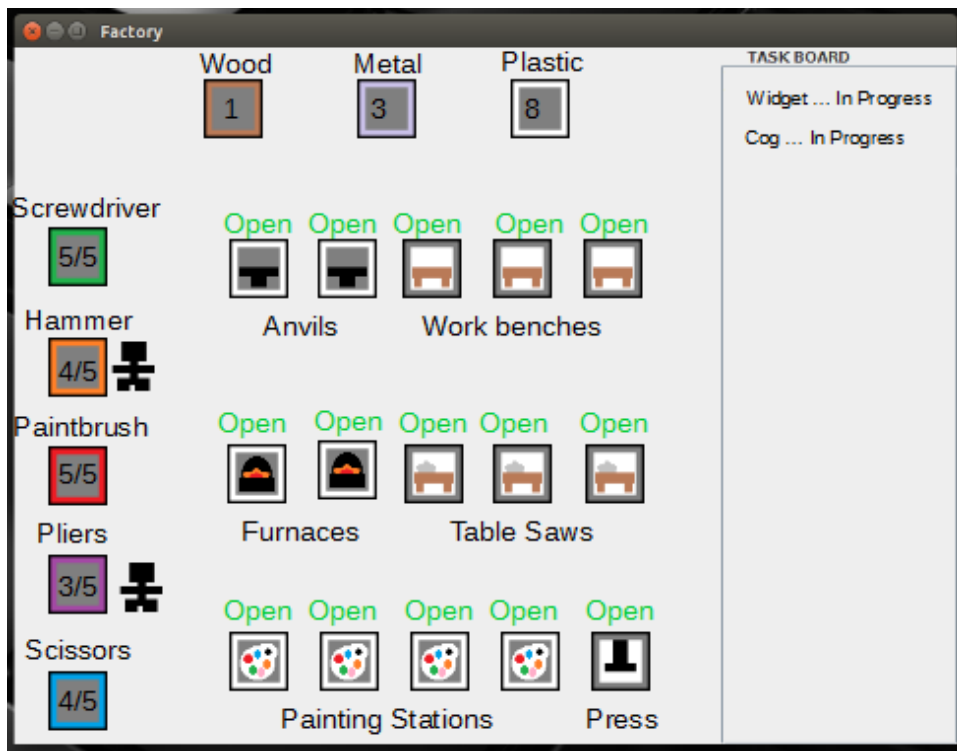 Factory
Wood Metal Plastic
1 3 8
TASK BOARD
Widget ... In Progress
Cog ... In Progress
Screwdriver
5/5
Open Open Open Open Open
Anvils Work benches
Hammer
4/5
Paintbrush
5/5
Open Open Open Open Open
Furnaces Table Saws
Pliers
3/5
Open Open Open Open Open
Painting Stations Press
Scissors
4/5